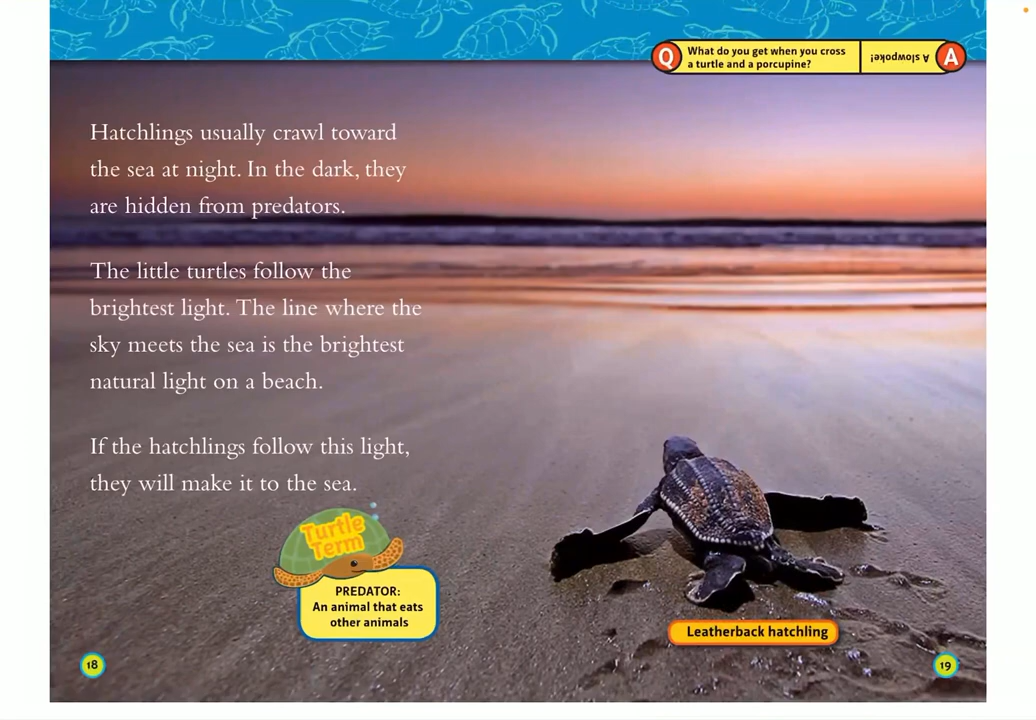 Q
What do you get when you cross
a turtle and a porcupine?
A slowpoke!
A
Hatchlings usually crawl toward
the sea at night. In the dark, they
are hidden from predators.
The little turtles follow the
brightest light. The line where the
sky meets the sea is the brightest
natural light on a beach.
If the hatchlings follow this light,
they will make it to the sea.
Turtle
Term
PREDATOR:
An animal that eats
other animals
Leatherback hatchling
18
19